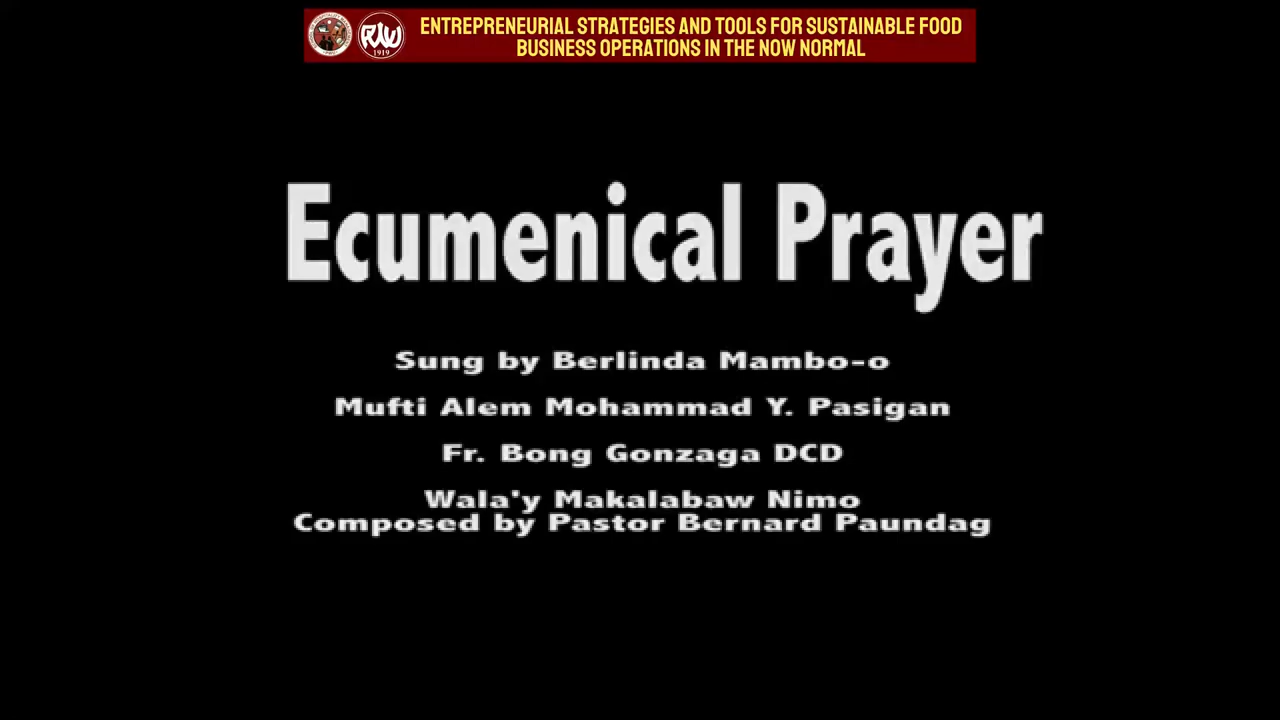 ENTREPRENEURIAL STRATEGIES AND TOOLS FOR SUSTAINABLE FOOD
BUSINESS OPERATIONS IN THE NOW NORMAL
1919
Ecumenical Prayer
Sung by Berlinda Mambo-o
Mufti Alem Mohammad Y. Pasigan
Fr. Bong Gonzaga DCD
Wala'y Makalabaw Nimo
Composed by Pastor Bernard Paundag